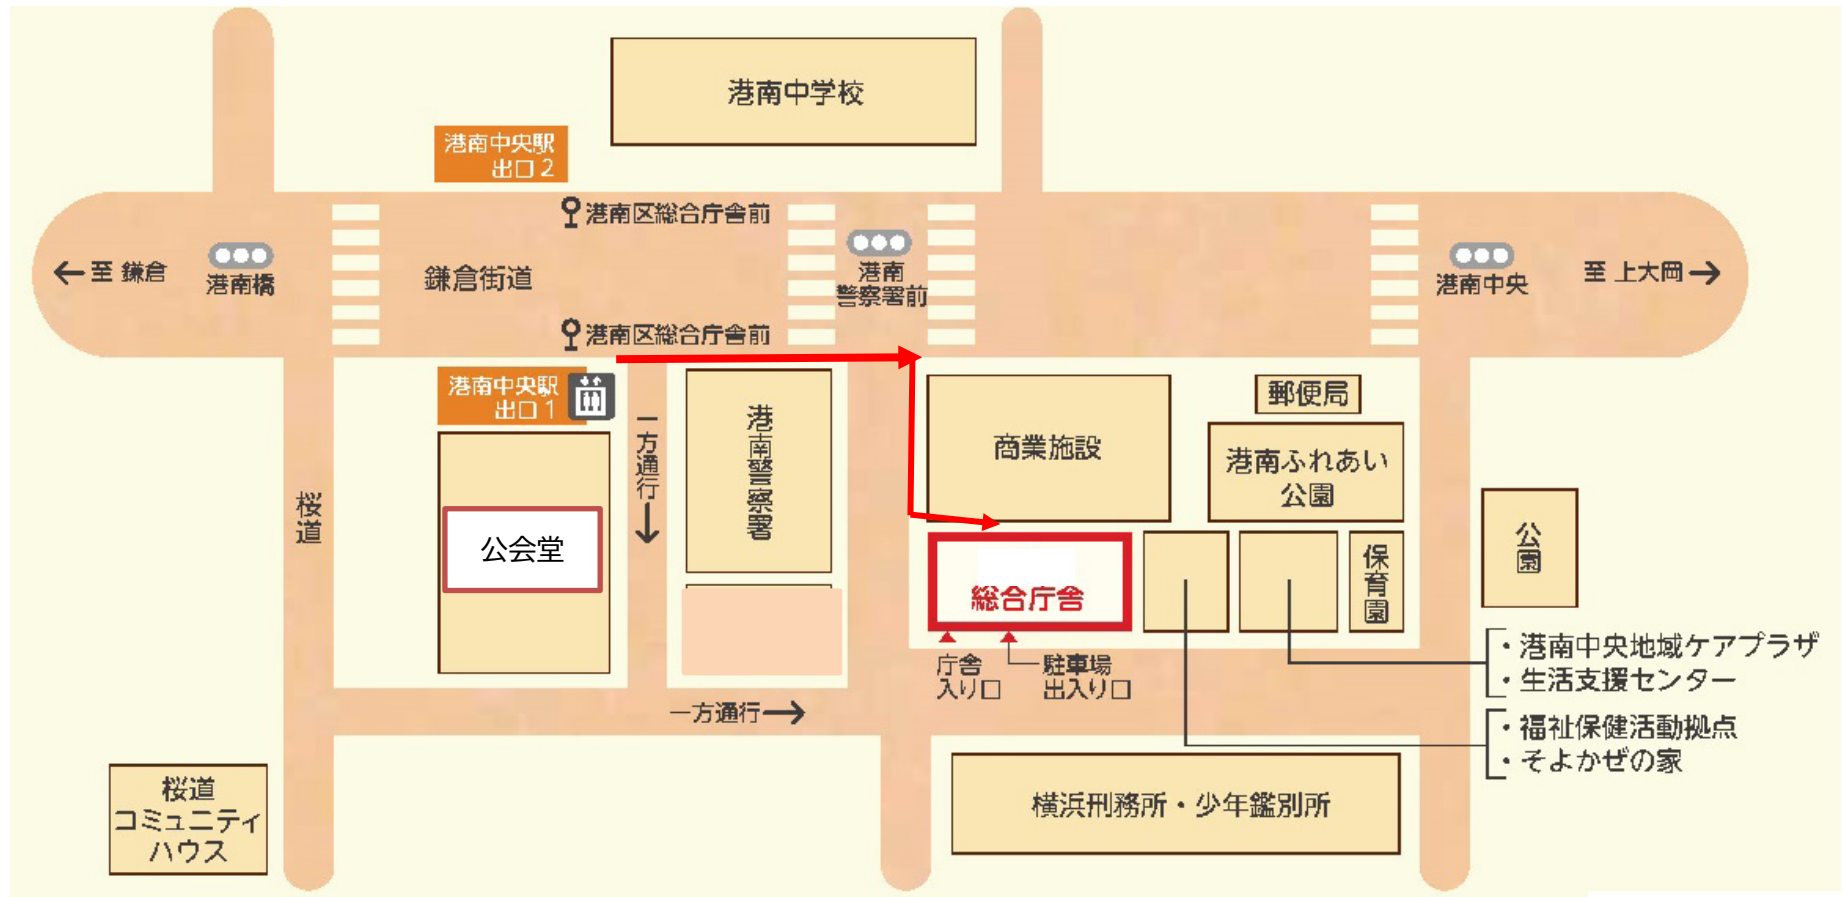 港南中学校
港南中央駅
出口2
港南区総合庁舎前
←至 鎌倉
港南橋
鎌倉街道
港南
警察署前
港南中央
至 上大岡→
港南区総合庁舎前
港南中央駅
出口1
一方通行→
港南警察署
商業施設
郵便局
港南ふれあい
公園
桜道
公会堂
公園
保育園
総合庁舎
庁舎
入り口
駐車場
出入り口
・港南中央地域ケアプラザ
・生活支援センター
一方通行→
・福祉保健活動拠点
・そよかぜの家
桜道
コミュニティ
ハウス
横浜刑務所・少年鑑別所